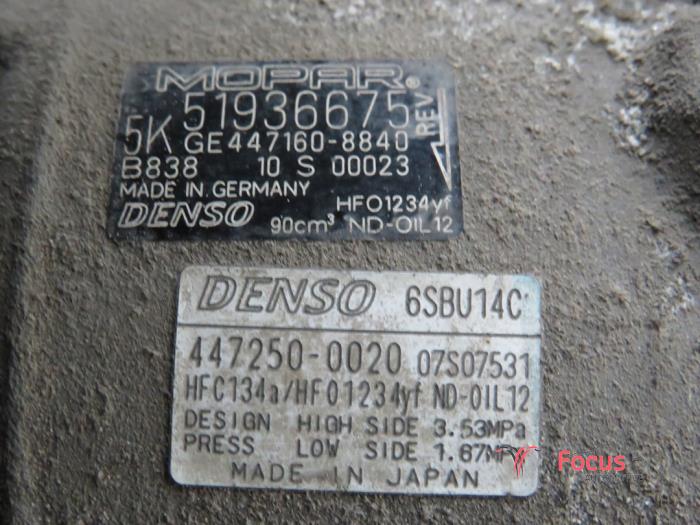 MOPAR®
5K 51936675 REV
GE447160-8840
B838 10 S 00023
MADE IN GERMANY
HFO1234yf
DENSO 90cm³ ND-OIL12
DENSO 6SBU14C
447250-0020 07S07531
HFC134a/HFO1234yf ND-OIL12
DESIGN HIGH SIDE 3.53MPa
PRESS LOW SIDE 1.67MPa
MADE IN JAPAN
Focus